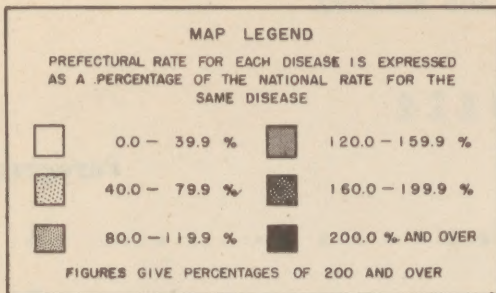 MAP LEGEND
PREFECTURAL RATE FOR EACH DISEASE IS EXPRESSED
AS A PERCENTAGE OF THE NATIONAL RATE FOR THE
SAME DISEASE
0.0 — 39.9 %
120.0 — 159.9 %
40.0 — 79.9 %
160.0 — 199.9 %
80.0 — 119.9 %
200.0 % AND OVER
FIGURES GIVE PERCENTAGES OF 200 AND OVER